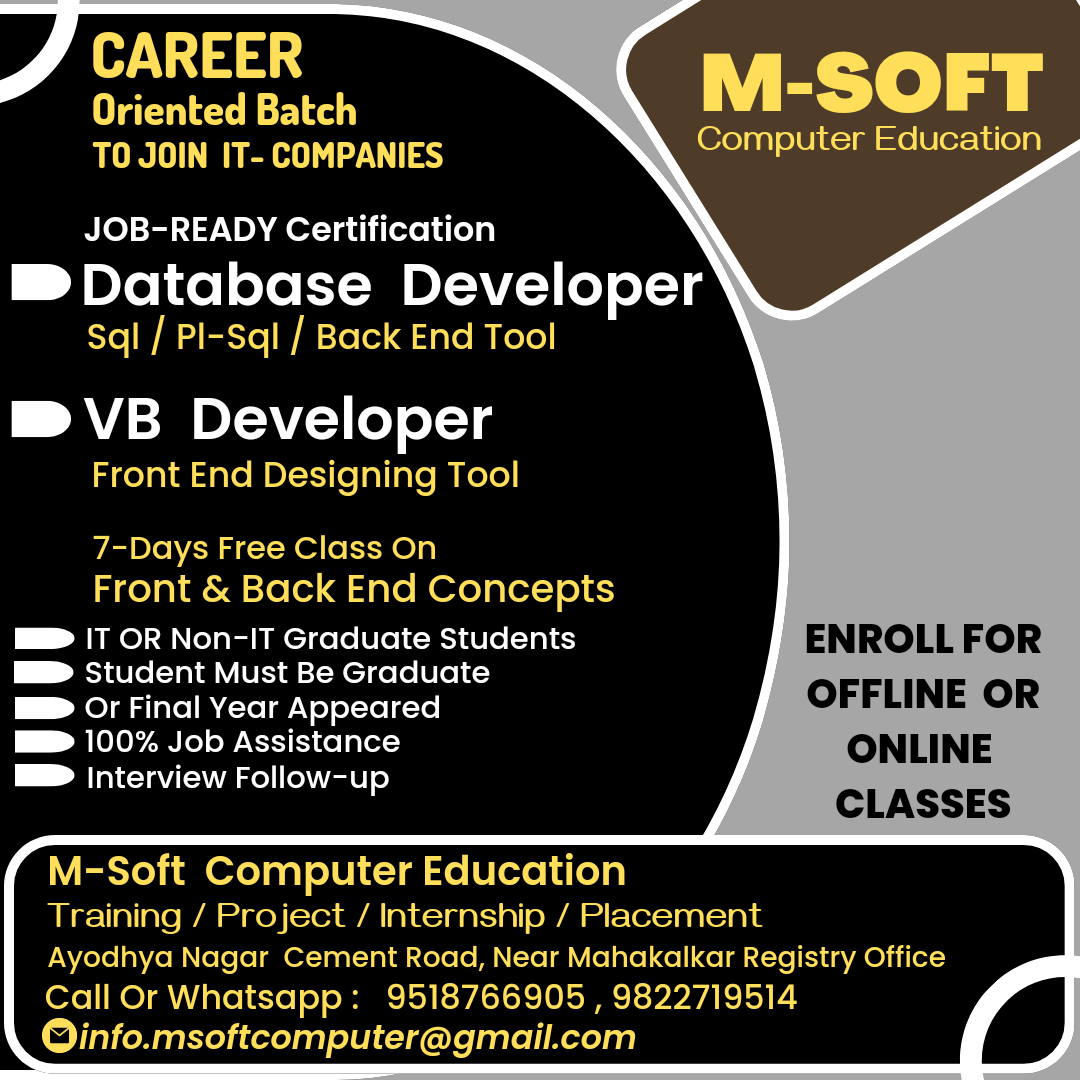 CAREER
Oriented Batch
TO JOIN IT- COMPANIES
M-SOFT
Computer Education
JOB-READY Certification
Database Developer
Sql / Pl-Sql / Back End Tool
VB Developer
Front End Designing Tool
7-Days Free Class On
Front & Back End Concepts
IT OR Non-IT Graduate Students
Student Must Be Graduate
Or Final Year Appeared
100% Job Assistance
Interview Follow-up
ENROLL FOR
OFFLINE OR
ONLINE
CLASSES
M-Soft Computer Education
Training / Project / Internship / Placement
Ayodhya Nagar Cement Road, Near Mahakalkar Registry Office
Call Or Whatsapp : 9518766905 , 9822719514
info.msoftcomputer@gmail.com